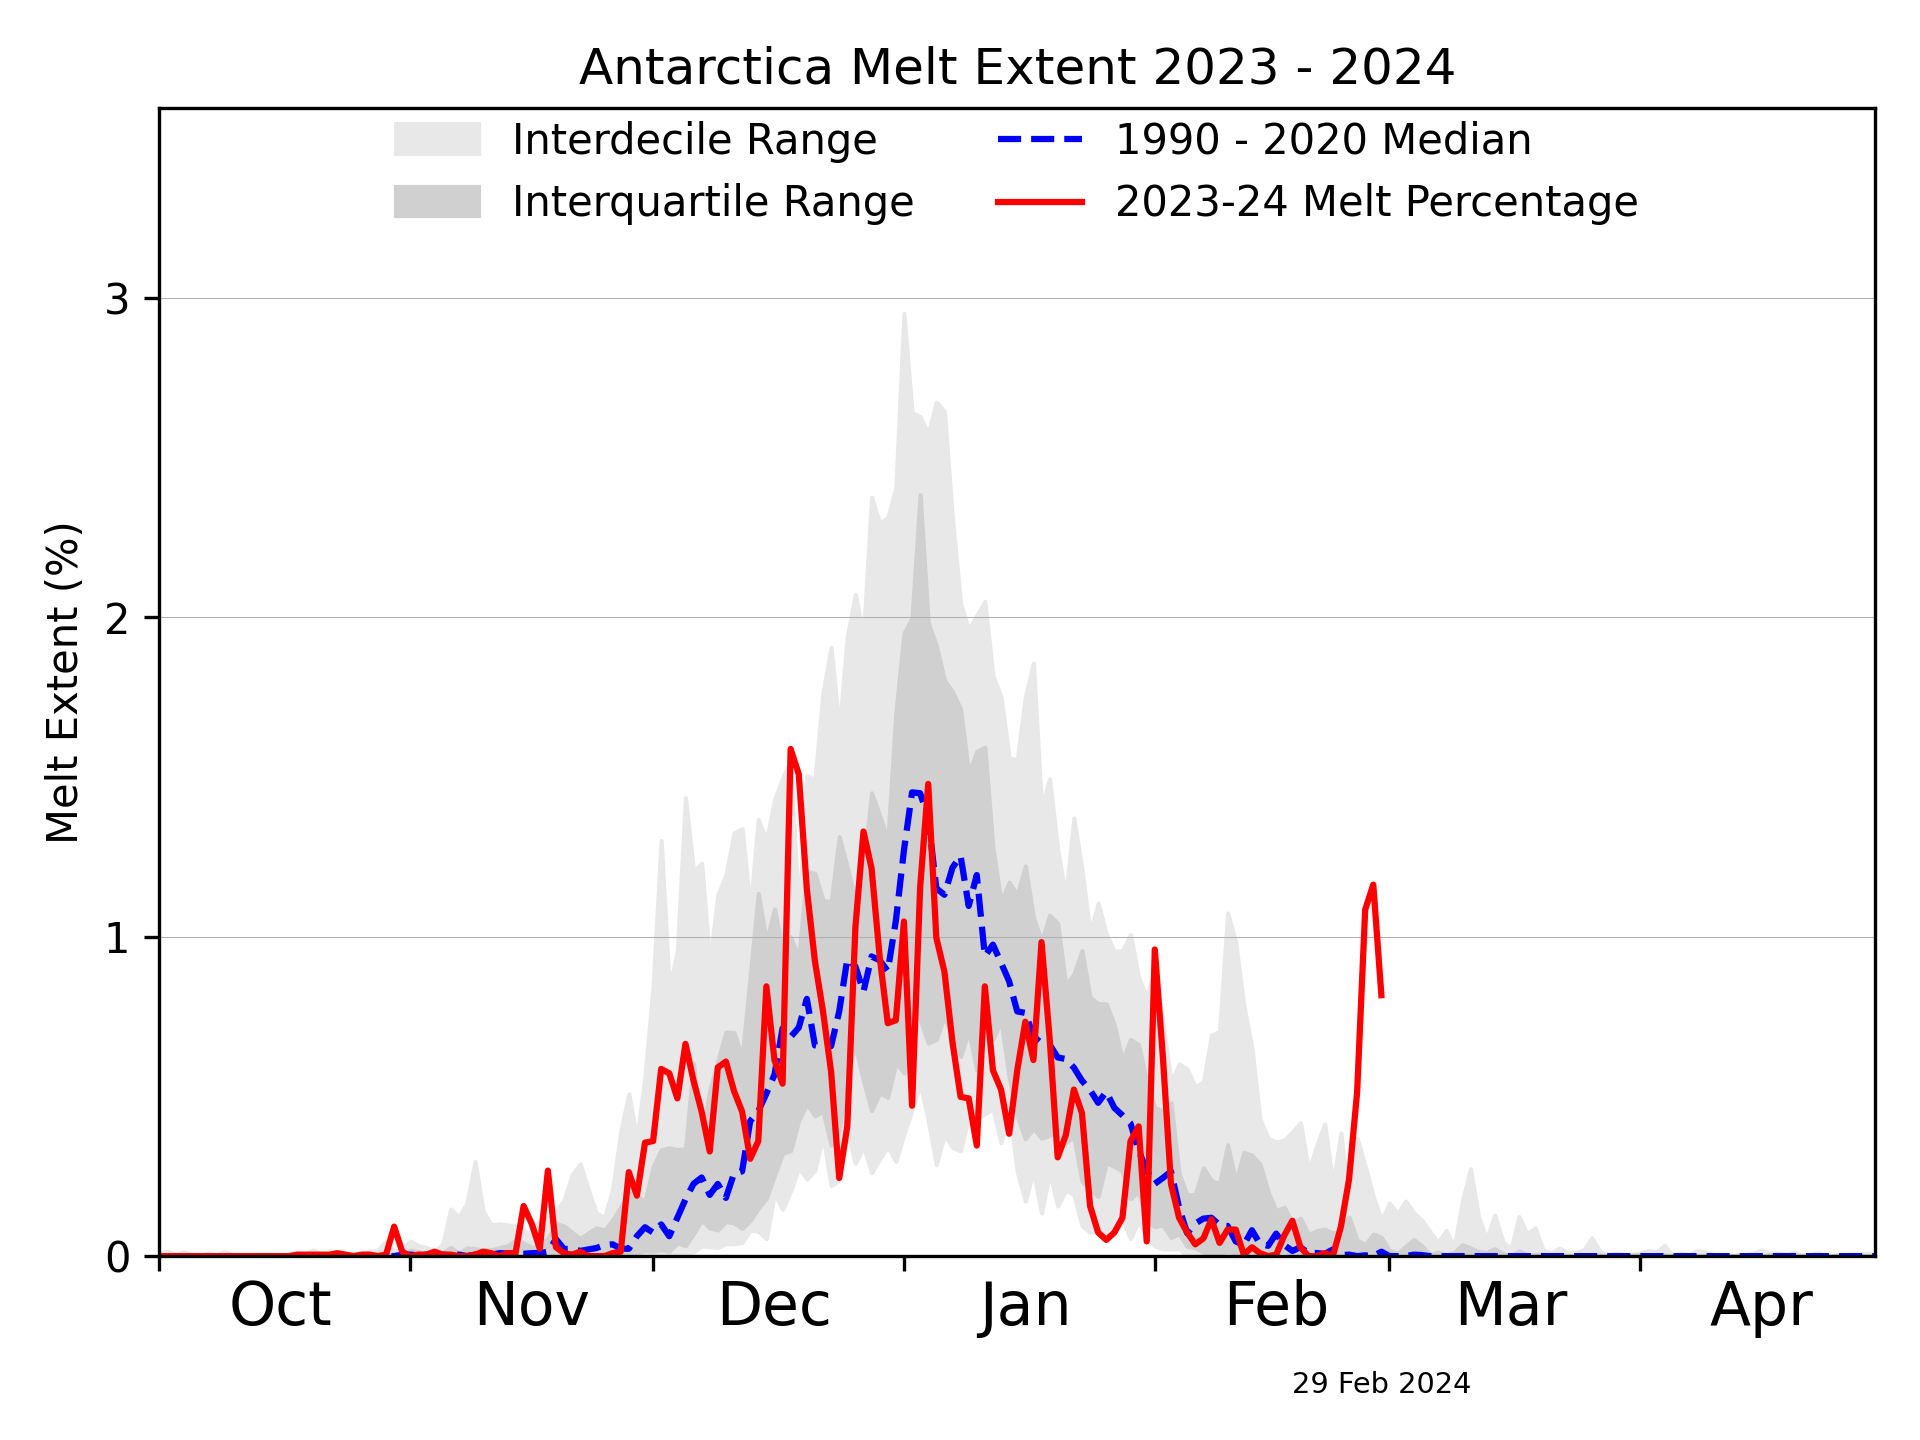 Antarctica Melt Extent 2023 - 2024
Interdecile Range
Interquartile Range
1990 - 2020 Median
2023-24 Melt Percentage
Melt Extent (%)
3
2
1
0
Oct Nov Dec Jan Feb Mar Apr
29 Feb 2024